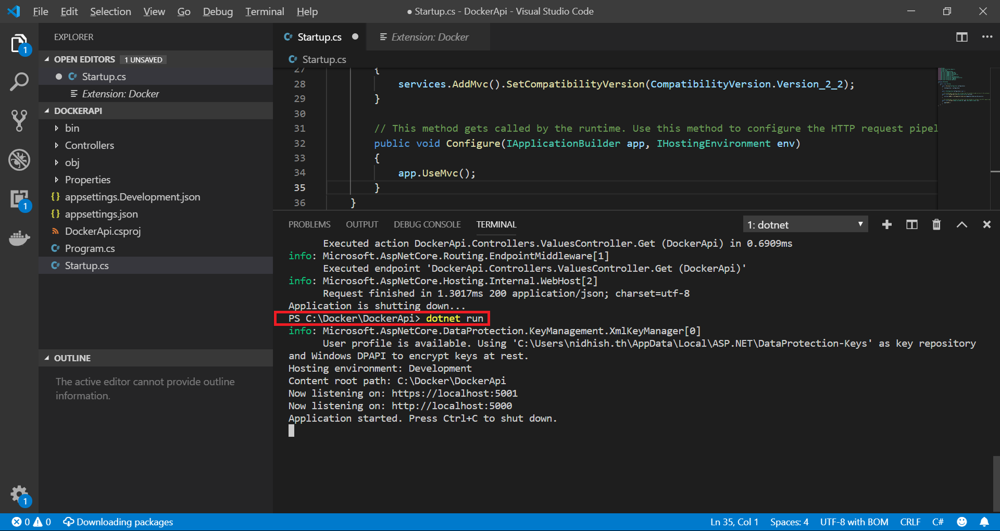 File Edit Selection View Go Debug Terminal Help
● Startup.cs - DockerApi - Visual Studio Code
EXPLORER
OPEN EDITORS 1 UNSAVED
Startup.cs
Extension: Docker
DOCKERAPI
bin
Controllers
obj
Properties
{} appsettings.Development.json
{} appsettings.json
DockerApi.csproj
C# Program.cs
C# Startup.cs
OUTLINE
The active editor cannot provide outline
information.
1
1
1
C# Startup.cs ●
Extension: Docker
C# Startup.cs
27 {
28 services.AddMvc().SetCompatibilityVersion(CompatibilityVersion.Version_2_2);
29 }
30
31 // This method gets called by the runtime. Use this method to configure the HTTP request pipel
32 public void Configure(IApplicationBuilder app, IHostingEnvironment env)
33 {
34 app.UseMvc();
35 }
36 }
PROBLEMS OUTPUT DEBUG CONSOLE TERMINAL 1: dotnet
Executed action DockerApi.Controllers.ValuesController.Get (DockerApi) in 0.6909ms
info: Microsoft.AspNetCore.Routing.EndpointMiddleware[1]
Executed endpoint 'DockerApi.Controllers.ValuesController.Get (DockerApi)'
info: Microsoft.AspNetCore.Hosting.Internal.WebHost[2]
Request finished in 1.3017ms 200 application/json; charset=utf-8
Application is shutting down...
PS C:\Docker\DockerApi> dotnet run
info: Microsoft.AspNetCore.DataProtection.KeyManagement.XmlKeyManager[0]
User profile is available. Using 'C:\Users\nidhish.th\AppData\Local\ASP.NET\DataProtection-Keys' as key repository
and Windows DPAPI to encrypt keys at rest.
Hosting environment: Development
Content root path: C:\Docker\DockerApi
Now listening on: https://localhost:5001
Now listening on: http://localhost:5000
Application started. Press Ctrl+C to shut down.
0 0 Downloading packages
Ln 35, Col 1 Spaces: 4 UTF-8 with BOM CRLF C#